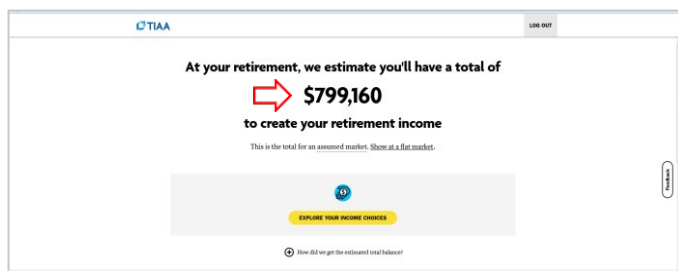 TIAA
LOG OUT
At your retirement, we estimate you'll have a total of
$799,160
to create your retirement income
This is the total for an assumed market. Show at a flat market.
Feedback
$
EXPLORE YOUR INCOME CHOICES
How did we get the estimated total balance?